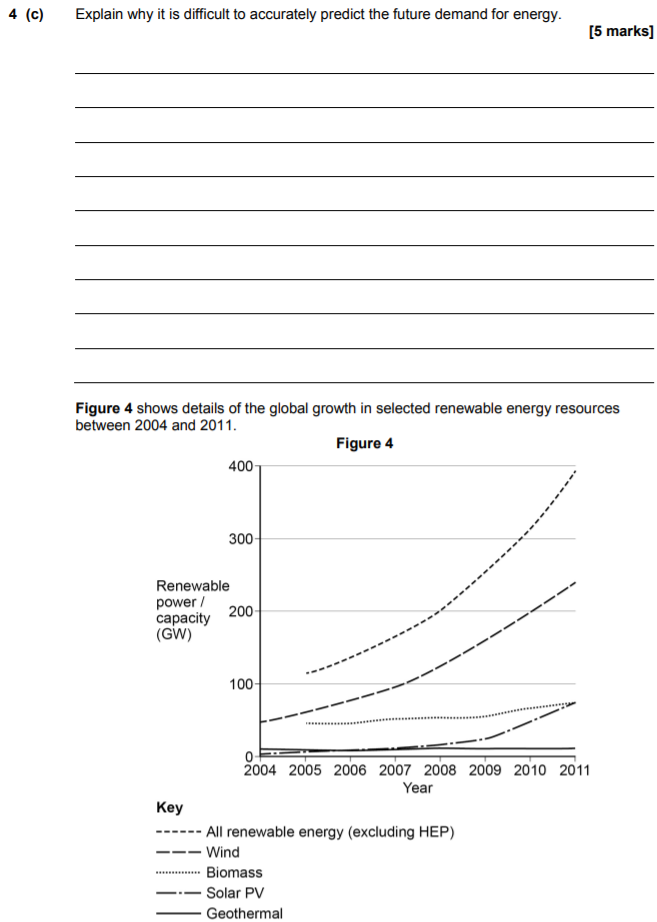 4 (c) Explain why it is difficult to accurately predict the future demand for energy.
[5 marks]
Figure 4 shows details of the global growth in selected renewable energy resources
between 2004 and 2011.
Figure 4
400
300
Renewable
power /
capacity
(GW)
200
100
0
2004 2005 2006 2007 2008 2009 2010 2011
Year
Key
All renewable energy (excluding HEP)
Wind
Biomass
Solar PV
Geothermal